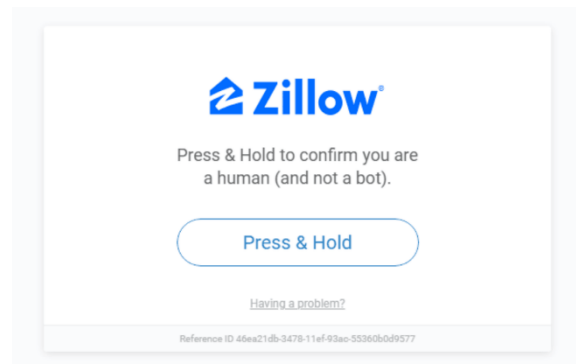 Zillow®
Press & Hold to confirm you are
a human (and not a bot).
Press & Hold
Having a problem?
Reference ID 46ea21db-3478-11ef-93ac-55360b0d9577